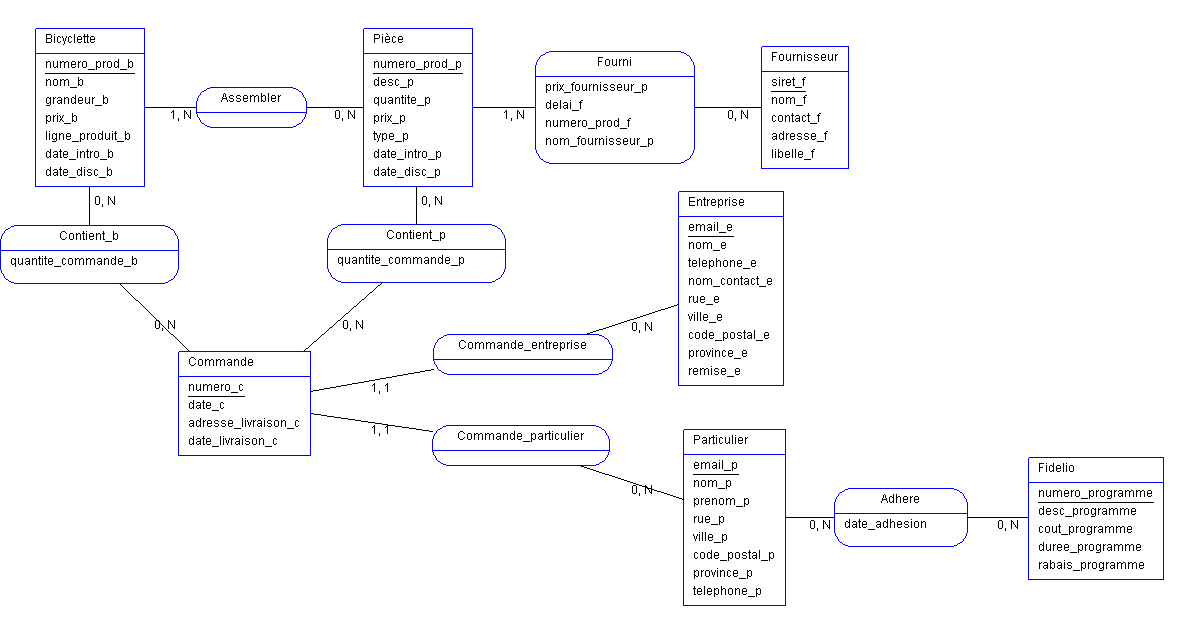 Bicyclette
numero_prod_b
nom_b
grandeur_b
prix_b
ligne_produit_b
date_intro_b
date_disc_b
1, N
Assembler
0, N
Pièce
numero_prod_p
desc_p
quantite_p
prix_p
type_p
date_intro_p
date_disc_p
1, N
Fourni
prix_fournisseur_p
delai_f
numero_prod_f
nom_fournisseur_p
0, N
Fournisseur
siret_f
nom_f
contact_f
adresse_f
libelle_f
0, N
Contient_b
quantite_commande_b
0, N
0, N
Contient_p
quantite_commande_p
0, N
Commande
numero_c
date_c
adresse_livraison_c
date_livraison_c
1, 1
Commande_entreprise
0, N
Entreprise
email_e
nom_e
telephone_e
nom_contact_e
rue_e
ville_e
code_postal_e
province_e
remise_e
1, 1
Commande_particulier
0, N
Particulier
email_p
nom_p
prenom_p
rue_p
ville_p
code_postal_p
province_p
telephone_p
0, N
Adhere
date_adhesion
0, N
Fidelio
numero_programme
desc_programme
cout_programme
duree_programme
rabais_programme